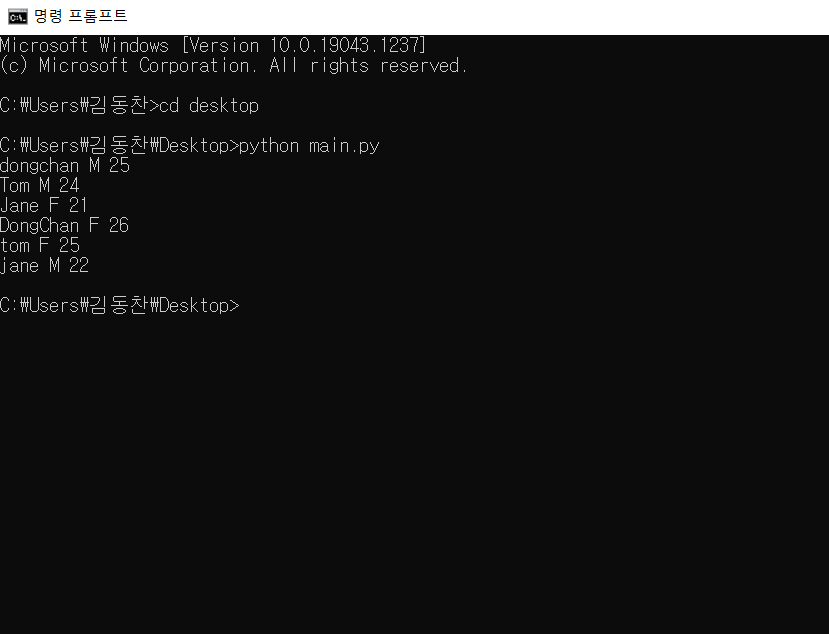 명령 프롬프트
Microsoft Windows [Version 10.0.19043.1237]
(c) Microsoft Corporation. All rights reserved.
C:₩Users₩김동찬>cd desktop
C:₩Users₩김동찬₩Desktop>python main.py
dongchan M 25
Tom M 24
Jane F 21
DongChan F 26
tom F 25
jane M 22
C:₩Users₩김동찬₩Desktop>